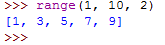 >>> range(1, 10, 2)
[1, 3, 5, 7, 9]
>>>